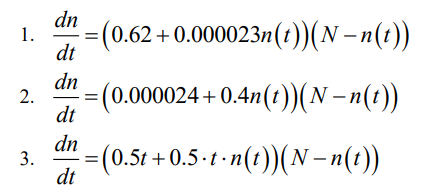 1. dn/dt = (0.62 + 0.000023n(t))(N − n(t))
2. dn/dt = (0.000024 + 0.4n(t))(N − n(t))
3. dn/dt = (0.5t + 0.5 · t · n(t))(N − n(t))